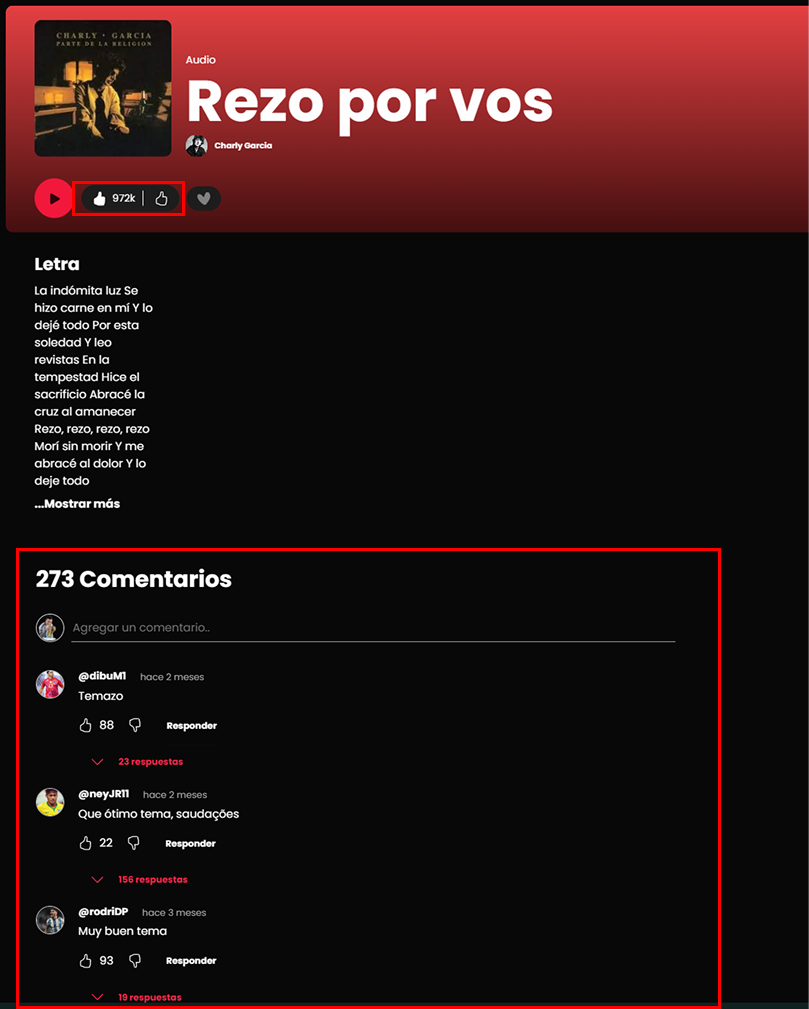 CHARLY • GARCIA
PARTE DE LA RELIGION
Audio
Rezo por vos
Charly García
972k
Letra
La indómita luz Se
hizo carne en mí Y lo
dejé todo Por esta
soledad Y leo
revistas En la
tempestad Hice el
sacrificio Abracé la
cruz al amanecer
Rezo, rezo, rezo, rezo
Morí sin morir Y me
abracé al dolor Y lo
deje todo
...Mostrar más
273 Comentarios
Agregar un comentario..
@dibuM1 hace 2 meses
Temazo
88 Responder
23 respuestas
@neyJR11 hace 2 meses
Que ótimo tema, saudações
22 Responder
156 respuestas
@rodriDP hace 3 meses
Muy buen tema
93 Responder
19 respuestas